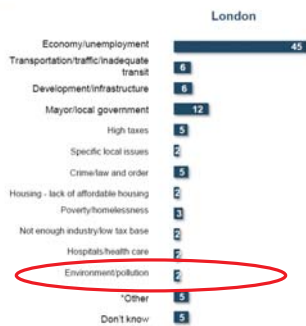 London
Economy/unemployment 45
Transportation/traffic/inadequate
transit 6
Development/infrastructure 6
Mayor/local government 12
High taxes 5
Specific local issues 2
Crime/law and order 5
Housing - lack of affordable housing 2
Poverty/homelessness 3
Not enough industry/low tax base 2
Hospitals/health care 2
Environment/pollution 2
*Other 5
Don't know 5